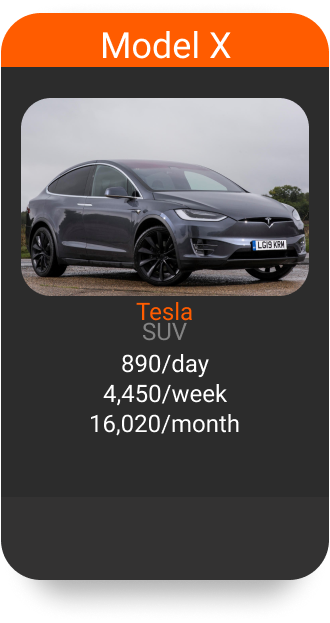 Model X
LG19 KRM
Tesla
SUV
890/day
4,450/week
16,020/month